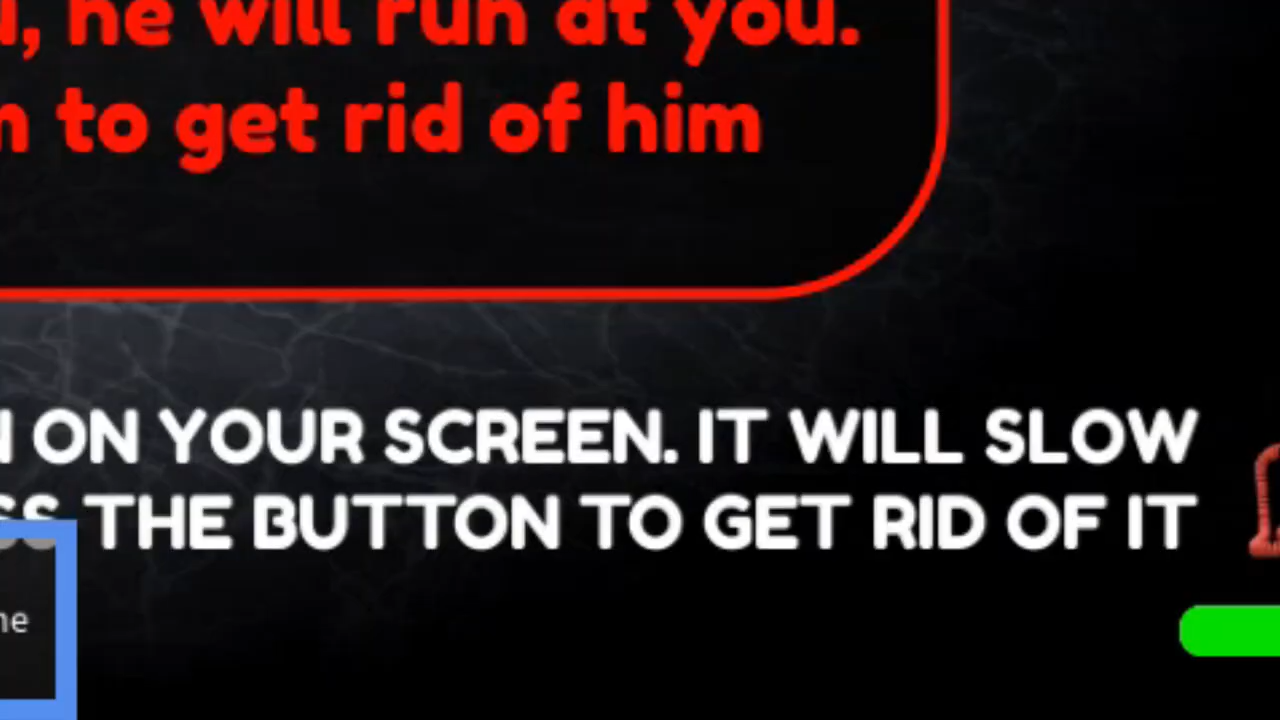 , he will run at you.
to get rid of him
ON YOUR SCREEN. IT WILL SLOW
THE BUTTON TO GET RID OF IT